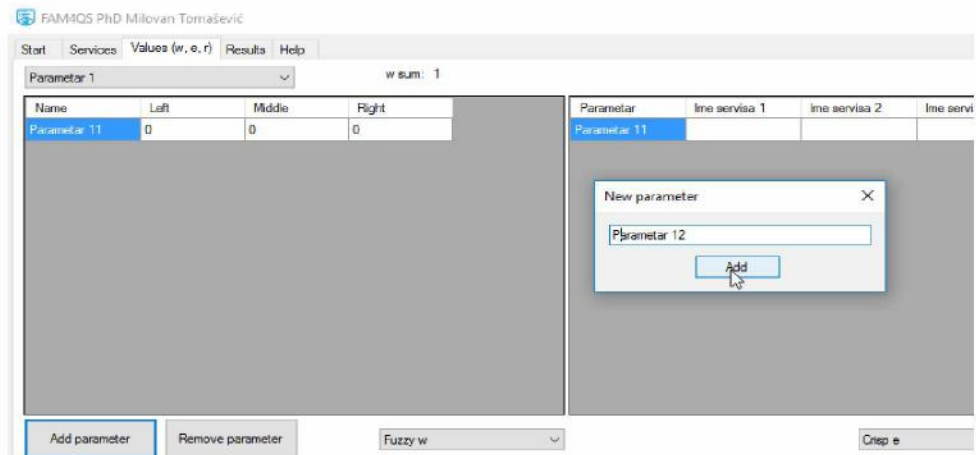 FAM4QS PhD Milovan Tomašević
Start Services Values (w, e, r) Results Help
Parametar 1 w sum: 1
Name Left Middle Right Parametar Ime servisa 1 Ime servisa 2 Ime servi
Parametar 11 0 0 0 Parametar 11
New parameter
Parametar 12
Add
Add parameter Remove parameter Fuzzy w Crisp e